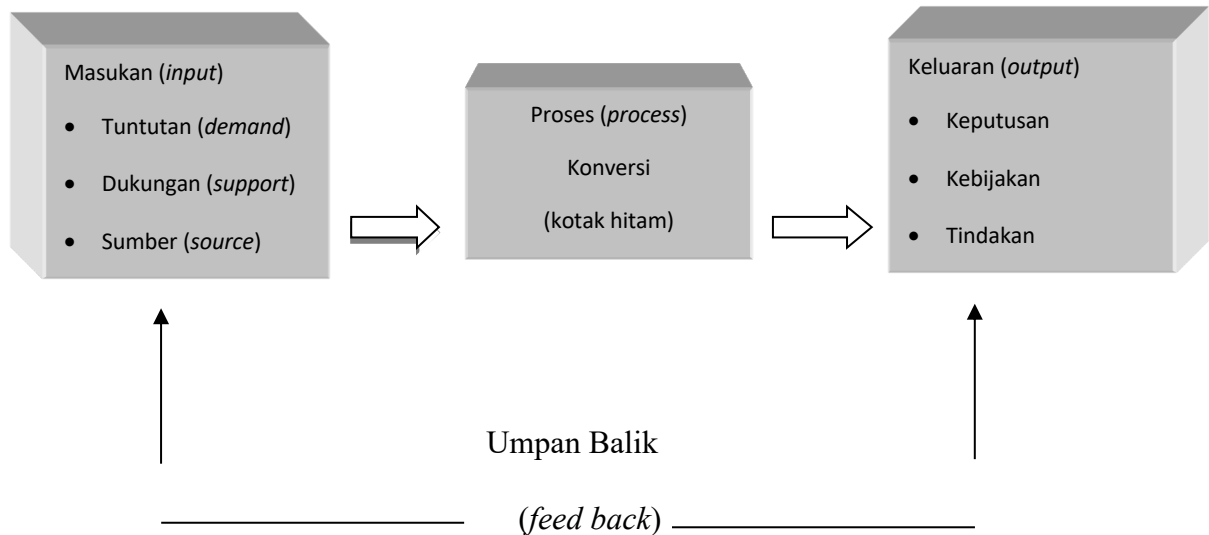 Masukan (input)
• Tuntutan (demand)
• Dukungan (support)
• Sumber (source)
Proses (process)
Konversi
(kotak hitam)
Keluaran (output)
• Keputusan
• Kebijakan
• Tindakan
Umpan Balik
(feed back)